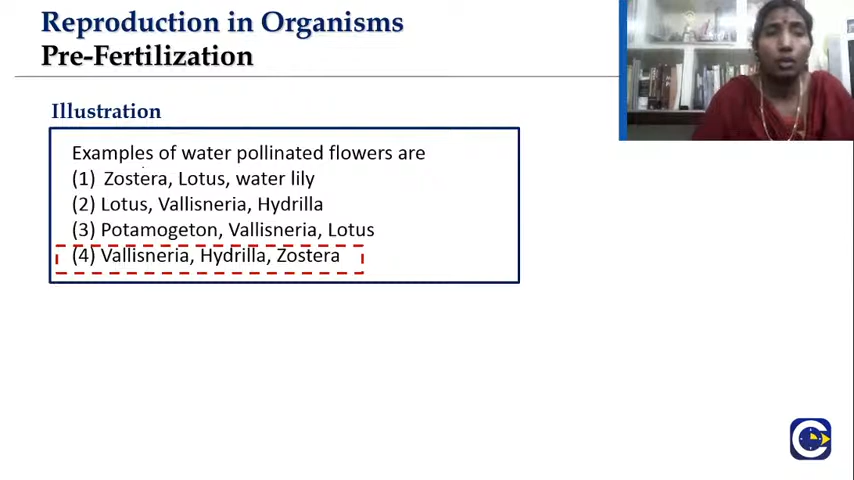 Reproduction in Organisms
Pre-Fertilization
Illustration
Examples of water pollinated flowers are
(1) Zostera, Lotus, water lily
(2) Lotus, Vallisneria, Hydrilla
(3) Potamogeton, Vallisneria, Lotus
(4) Vallisneria, Hydrilla, Zostera